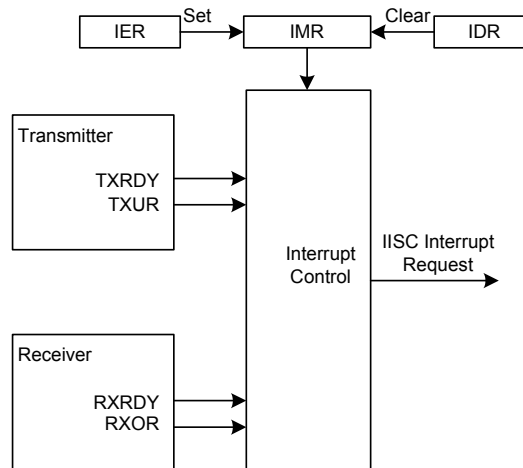 Set
Clear
IER
IMR
IDR
Transmitter
TXRDY
TXUR
Interrupt
Control
IISC Interrupt
Request
Receiver
RXRDY
RXOR